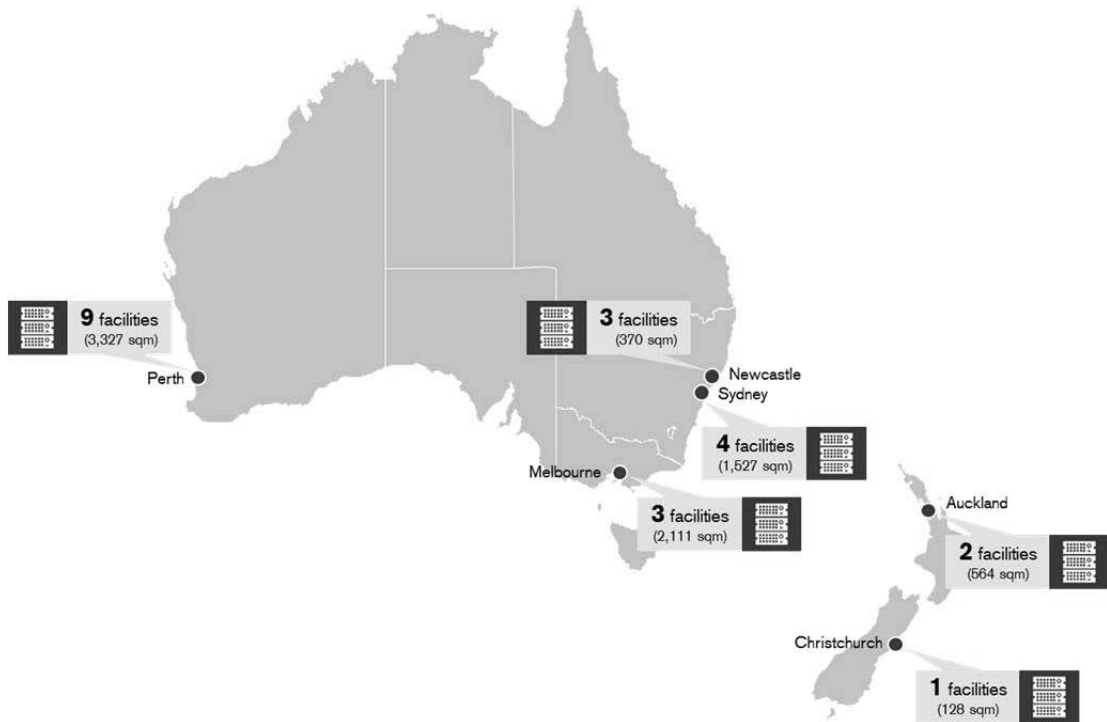 9 facilities
(3,327 sqm)
Perth
3 facilities
(370 sqm)
Newcastle
Sydney
4 facilities
(1,527 sqm)
Melbourne
3 facilities
(2,111 sqm)
Auckland
2 facilities
(564 sqm)
Christchurch
1 facilities
(128 sqm)